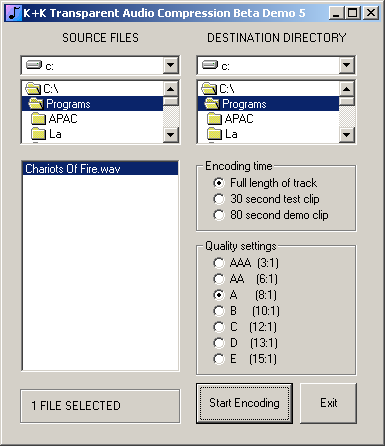 K+K Transparent Audio Compression Beta Demo 5
SOURCE FILES
DESTINATION DIRECTORY
c:
c:
C:\
Programs
APAC
La
C:\
Programs
APAC
La
Chariots Of Fire.wav
Encoding time
Full length of track
30 second test clip
80 second demo clip
Quality settings
AAA (3:1)
AA (6:1)
A (8:1)
B (10:1)
C (12:1)
D (13:1)
E (15:1)
1 FILE SELECTED
Start Encoding
Exit